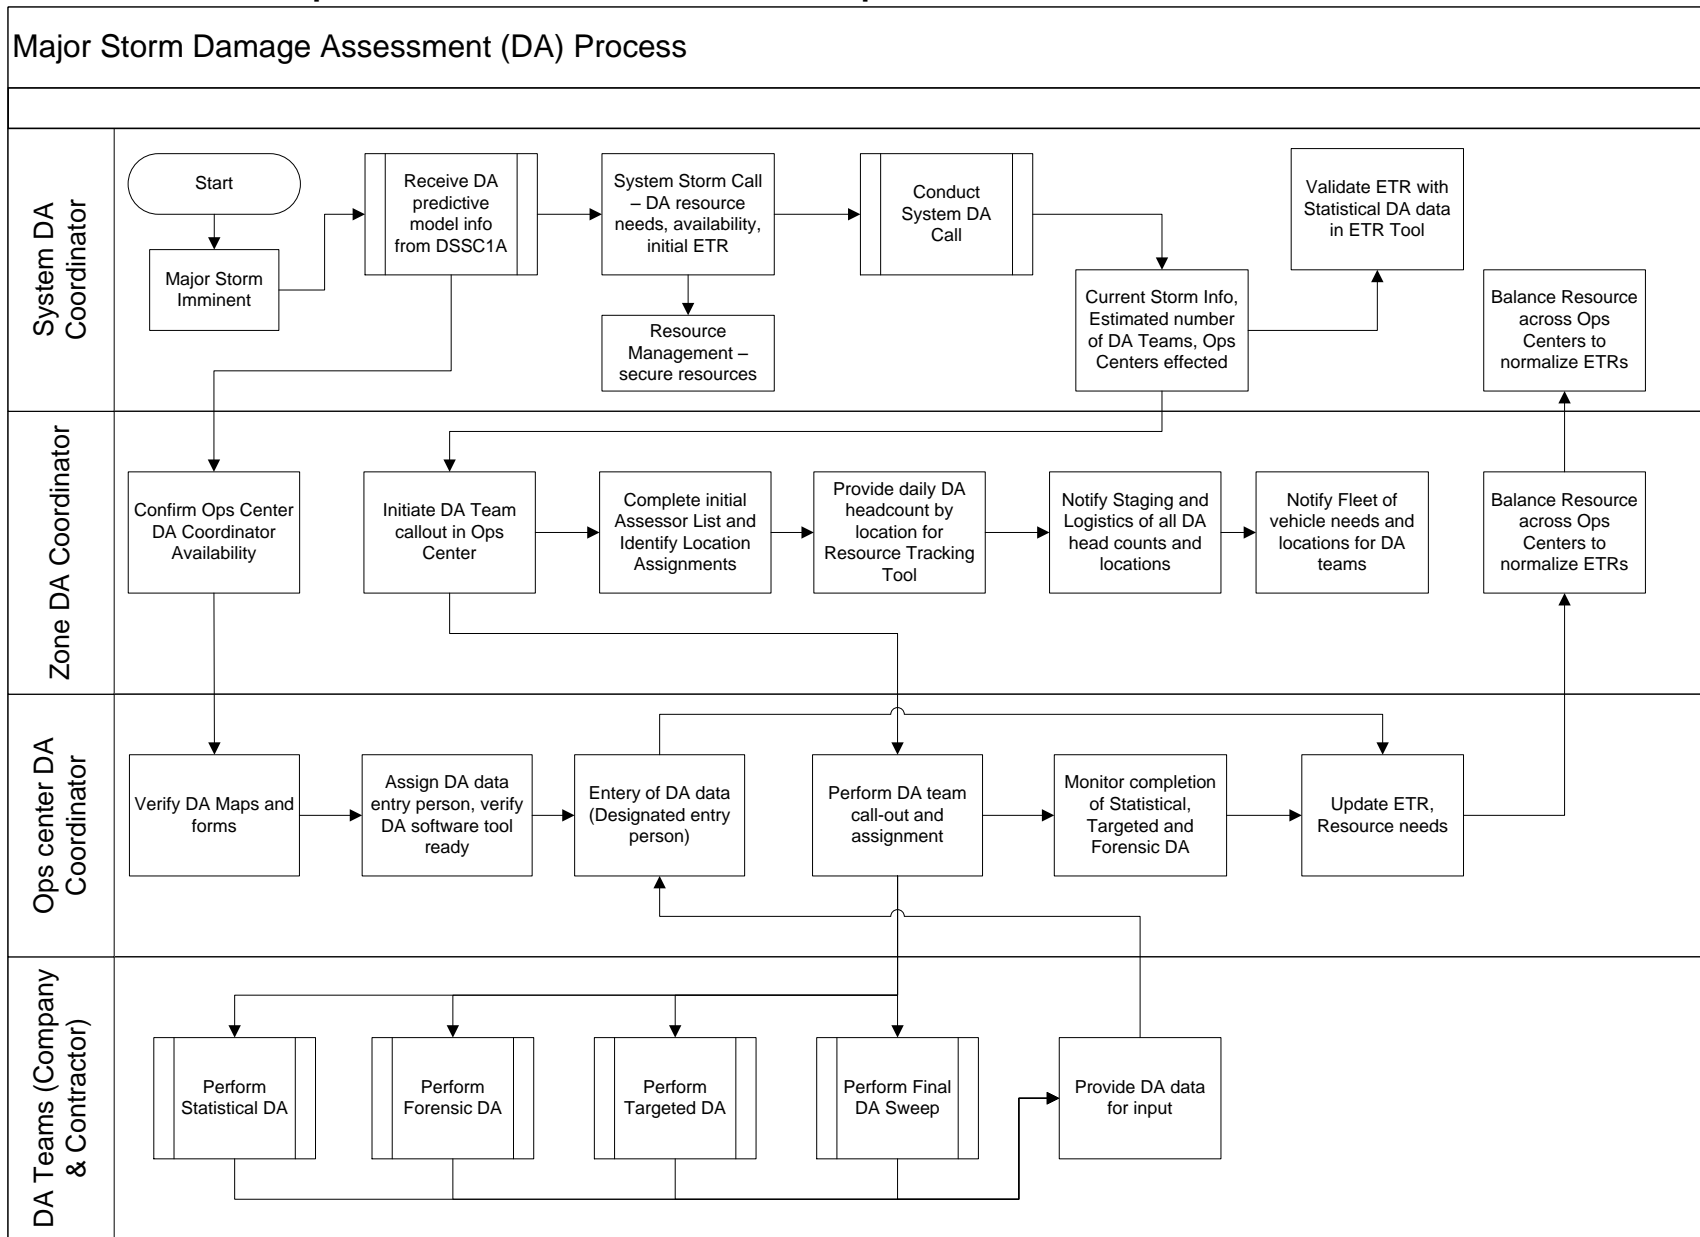 Major Storm Damage Assessment (DA) Process
System DA
Coordinator
Start
Major Storm
Imminent
Receive DA
predictive
model info
from DSSC1A
System Storm Call
– DA resource
needs, availability,
initial ETR
Resource
Management –
secure resources
Conduct
System DA
Call
Current Storm Info,
Estimated number
of DA Teams, Ops
Centers effected
Validate ETR with
Statistical DA data
in ETR Tool
Balance Resource
across Ops
Centers to
normalize ETRs
Zone DA Coordinator
Confirm Ops Center
DA Coordinator
Availability
Initiate DA Team
callout in Ops
Center
Complete initial
Assessor List and
Identify Location
Assignments
Provide daily DA
headcount by
location for
Resource Tracking
Tool
Notify Staging and
Logistics of all DA
head counts and
locations
Notify Fleet of
vehicle needs and
locations for DA
teams
Balance Resource
across Ops
Centers to
normalize ETRs
Ops center DA
Coordinator
Verify DA Maps and
forms
Assign DA data
entry person, verify
DA software tool
ready
Entery of DA data
(Designated entry
person)
Perform DA team
call-out and
assignment
Monitor completion
of Statistical,
Targeted and
Forensic DA
Update ETR,
Resource needs
DA Teams (Company
& Contractor)
Perform
Statistical DA
Perform
Forensic DA
Perform
Targeted DA
Perform Final
DA Sweep
Provide DA data
for input